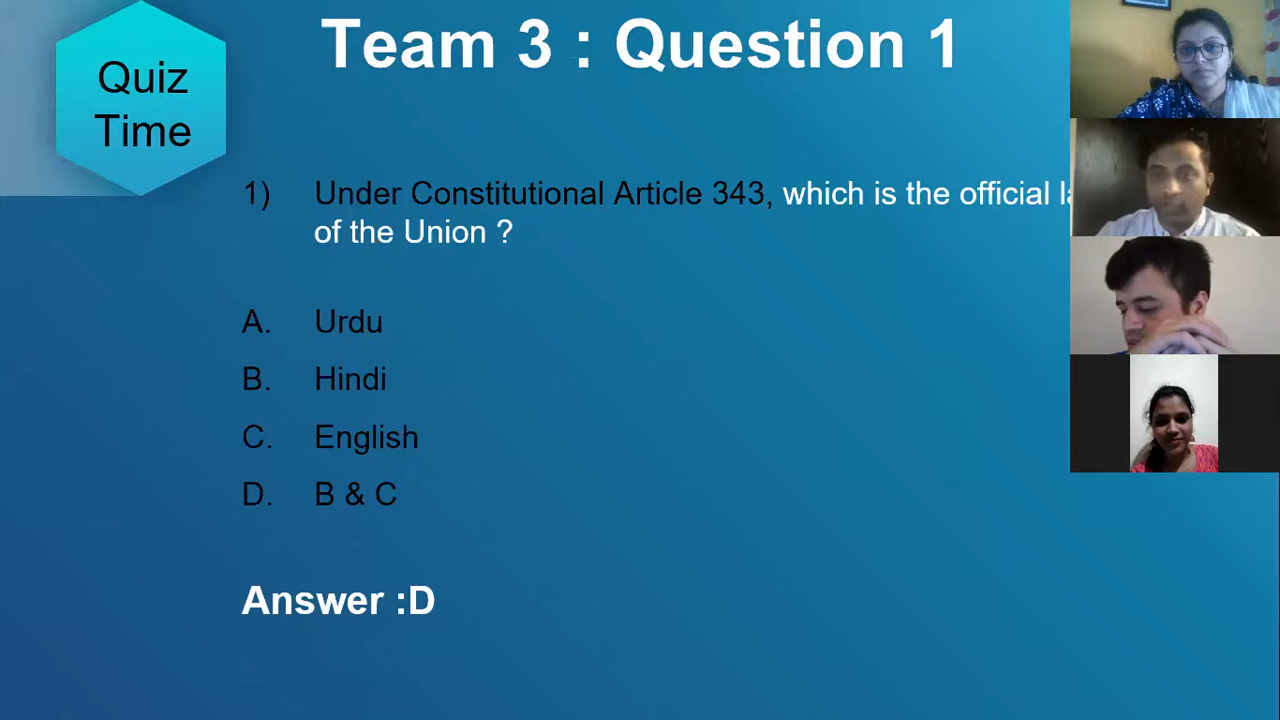 Quiz
Time
Team 3 : Question 1
1) Under Constitutional Article 343, which is the official
of the Union ?
A. Urdu
B. Hindi
C. English
D. B & C
Answer :D